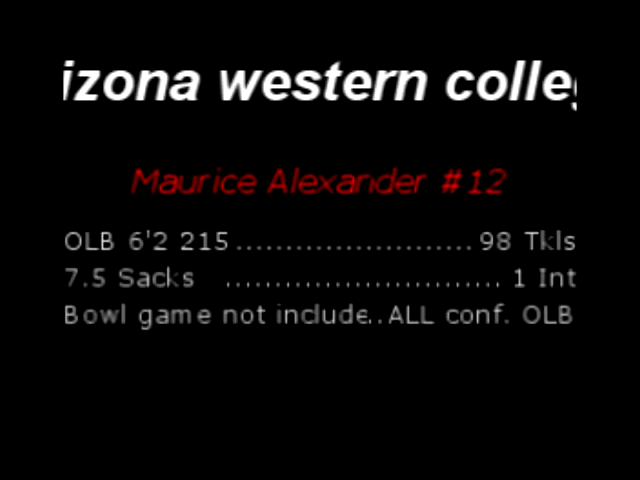 izona western colleg
Maurice Alexander #12
OLB 6'2 215........................98 Tkls
7.5 Sacks ............................ 1 Int
Bowl game not include..ALL conf. OLB